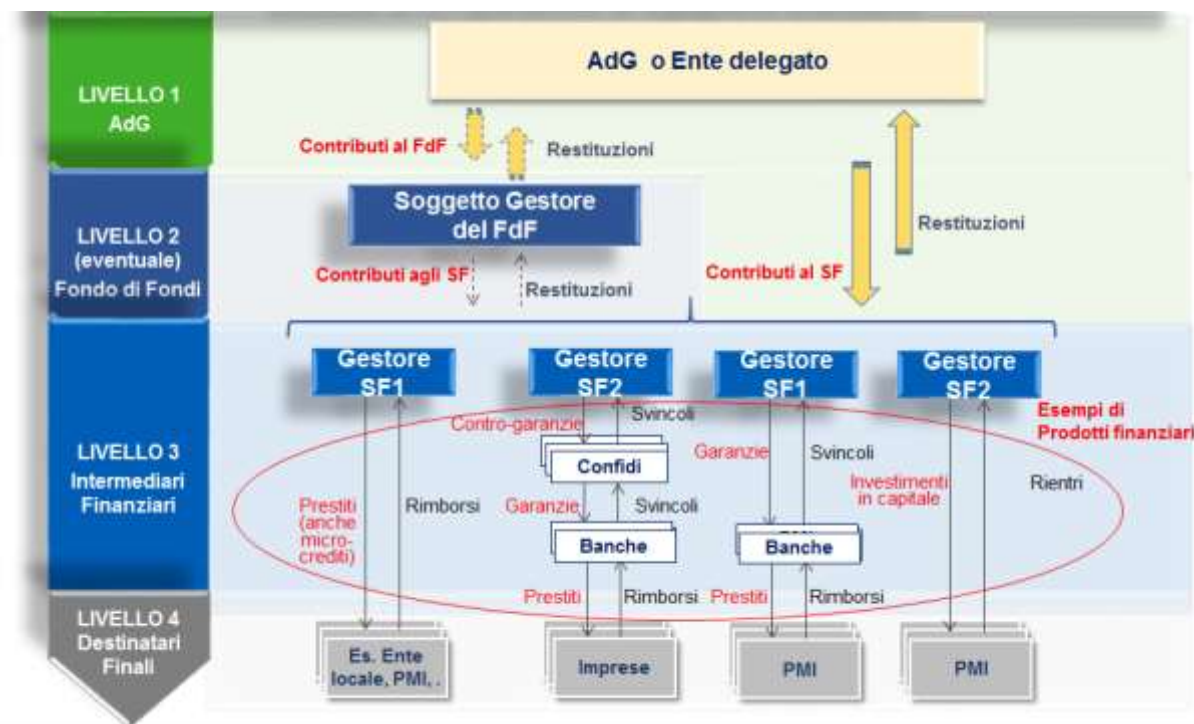 LIVELLO 1
AdG
AdG o Ente delegato
Contributi al FdF
Restituzioni
LIVELLO 2
(eventuale)
Fondo di Fondi
Soggetto Gestore
del FdF
Restituzioni
Contributi agli SF
Restituzioni
Contributi al SF
LIVELLO 3
Intermediari
Finanziari
Gestore
SF1
Gestore
SF2
Gestore
SF1
Gestore
SF2
Esempi di
Prodotti finanziari
Contro-garanzie
Svincoli
Confidi
Garanzie
Svincoli
Banche
Garanzie
Svincoli
Banche
Investimenti
in capitale
Rientri
Prestiti
(anche
micro-
crediti)
Rimborsi
Prestiti
Rimborsi
Prestiti
Rimborsi
LIVELLO 4
Destinatari
Finali
Es. Ente
locale, PMI, .
Imprese
PMI
PMI